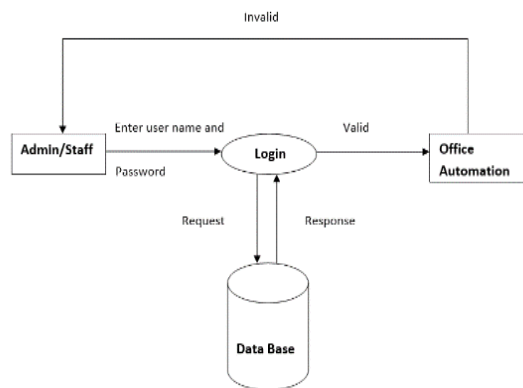 Invalid
Enter user name and
Valid
Admin/Staff
Login
Office
Automation
Password
Request
Response
Data Base